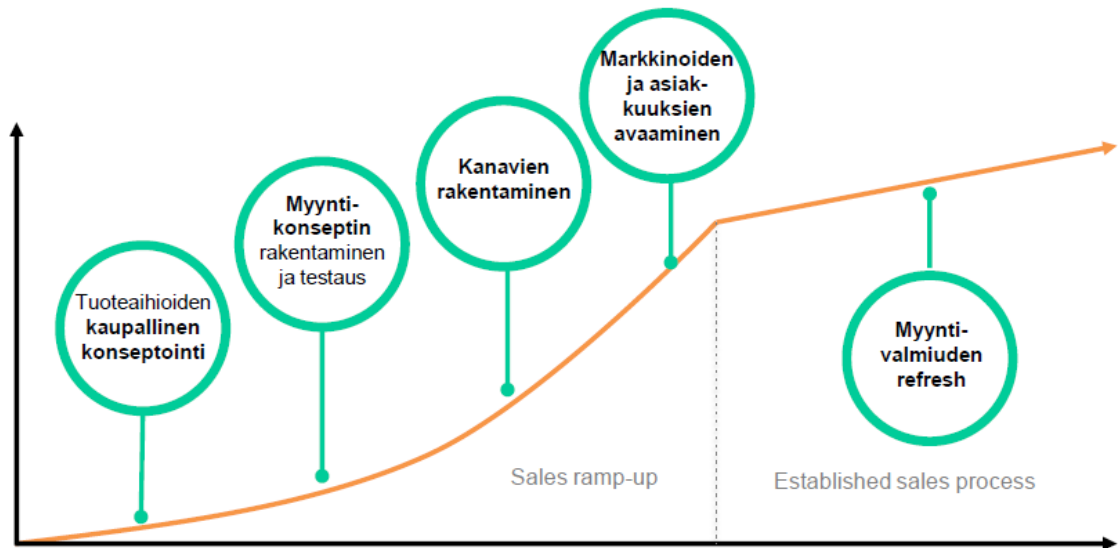 Tuoteaihioiden
kaupallinen
konseptointi
Myynti-
konseptin
rakentaminen
ja testaus
Kanavien
rakentaminen
Markkinoiden
ja asiak-
kuuksien
avaaminen
Myynti-
valmiuden
refresh
Sales ramp-up
Established sales process